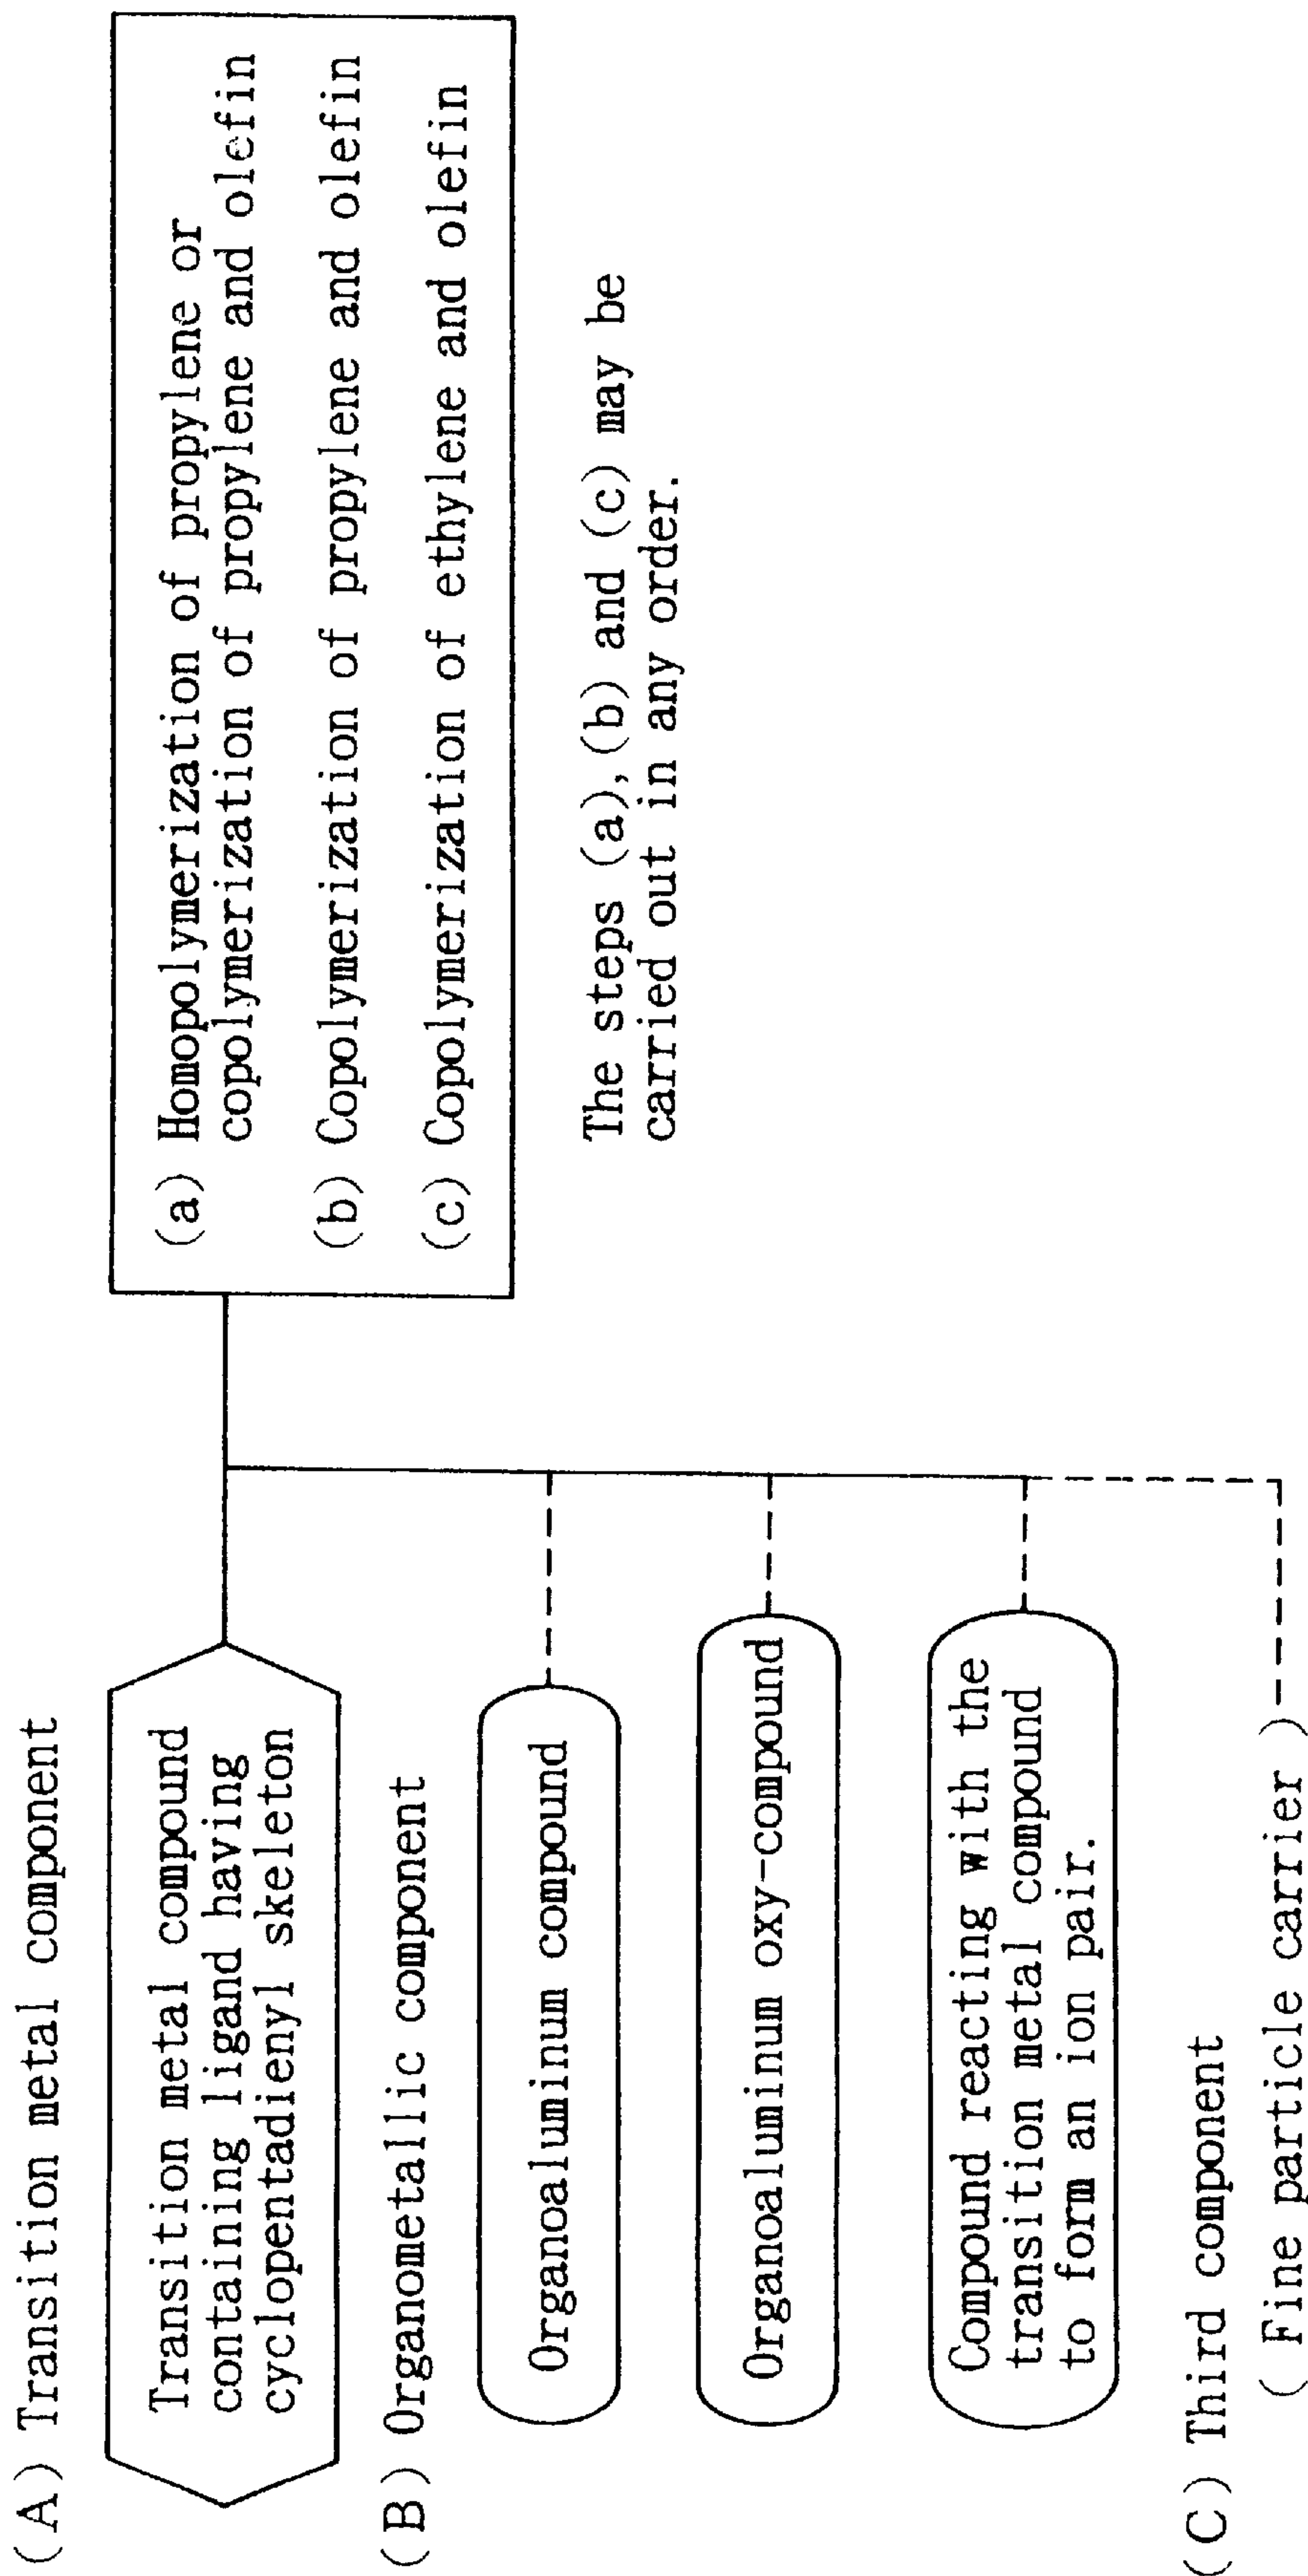 (A) Transition metal component
Transition metal compound
containing ligand having
cyclopentadienyl skeleton
(B) Organometallic component
Organoaluminum compound
Organoaluminum oxy-compound
Compound reacting with the
transition metal compound
to form an ion pair.
(C) Third component
( Fine particle carrier )
(a) Homopolymerization of propylene or
copolymerization of propylene and olefin
(b) Copolymerization of propylene and olefin
(c) Copolymerization of ethylene and olefin
The steps (a),(b) and (c) may be
carried out in any order.